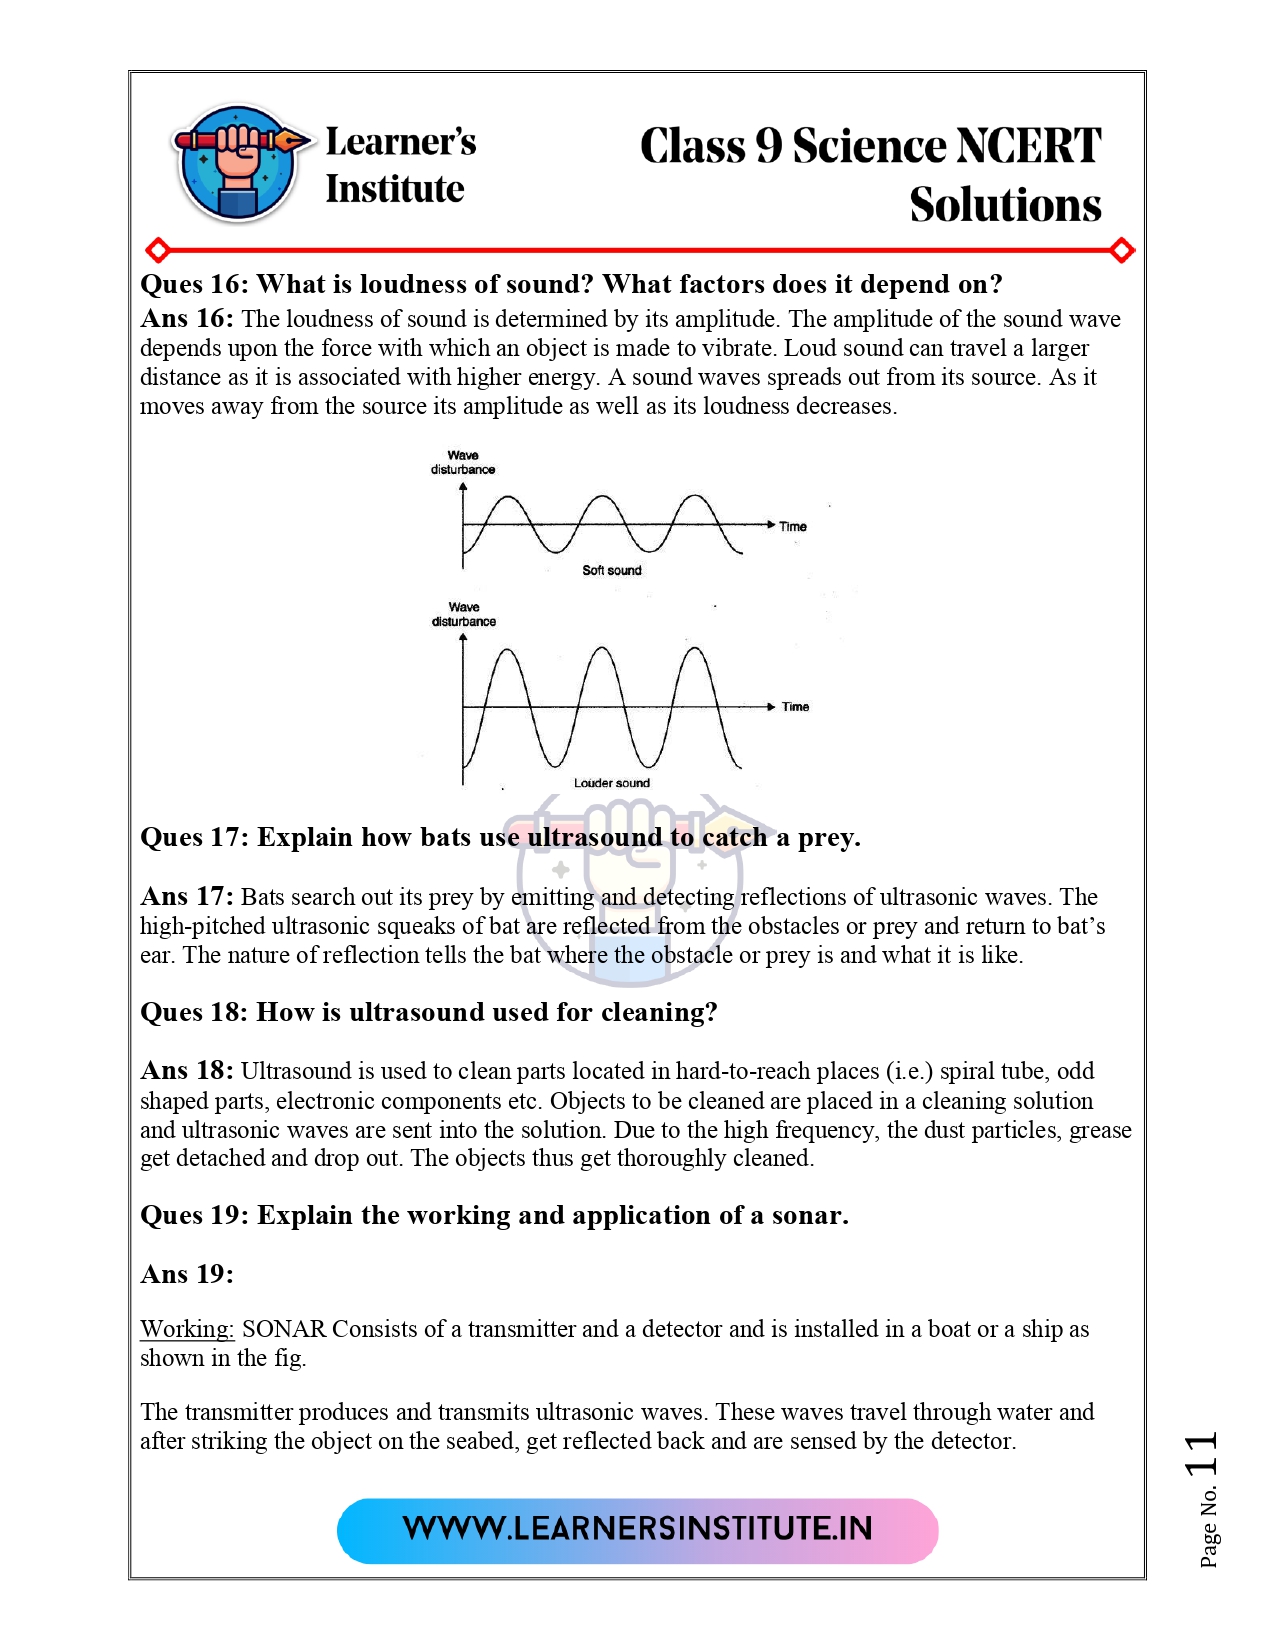 Learner's
Institute
Class 9 Science NCERT
Solutions
Ques 16: What is loudness of sound? What factors does it depend on?
Ans 16: The loudness of sound is determined by its amplitude. The amplitude of the sound wave
depends upon the force with which an object is made to vibrate. Loud sound can travel a larger
distance as it is associated with higher energy. A sound waves spreads out from its source. As it
moves away from the source its amplitude as well as its loudness decreases.
Wave
disturbance
Time
Soft sound
Wave
disturbance
Time
Louder sound
Ques 17: Explain how bats use ultrasound to catch a prey.
Ans 17: Bats search out its prey by emitting and detecting reflections of ultrasonic waves. The
high-pitched ultrasonic squeaks of bat are reflected from the obstacles or prey and return to bat's
ear. The nature of reflection tells the bat where the obstacle or prey is and what it is like.
Ques 18: How is ultrasound used for cleaning?
Ans 18: Ultrasound is used to clean parts located in hard-to-reach places (i.e.) spiral tube, odd
shaped parts, electronic components etc. Objects to be cleaned are placed in a cleaning solution
and ultrasonic waves are sent into the solution. Due to the high frequency, the dust particles, grease
get detached and drop out. The objects thus get thoroughly cleaned.
Ques 19: Explain the working and application of a sonar.
Ans 19:
Working: SONAR Consists of a transmitter and a detector and is installed in a boat or a ship as
shown in the fig.
The transmitter produces and transmits ultrasonic waves. These waves travel through water and
after striking the object on the seabed, get reflected back and are sensed by the detector.
WWW.LEARNERSINSTITUTE.IN
Page No. 11